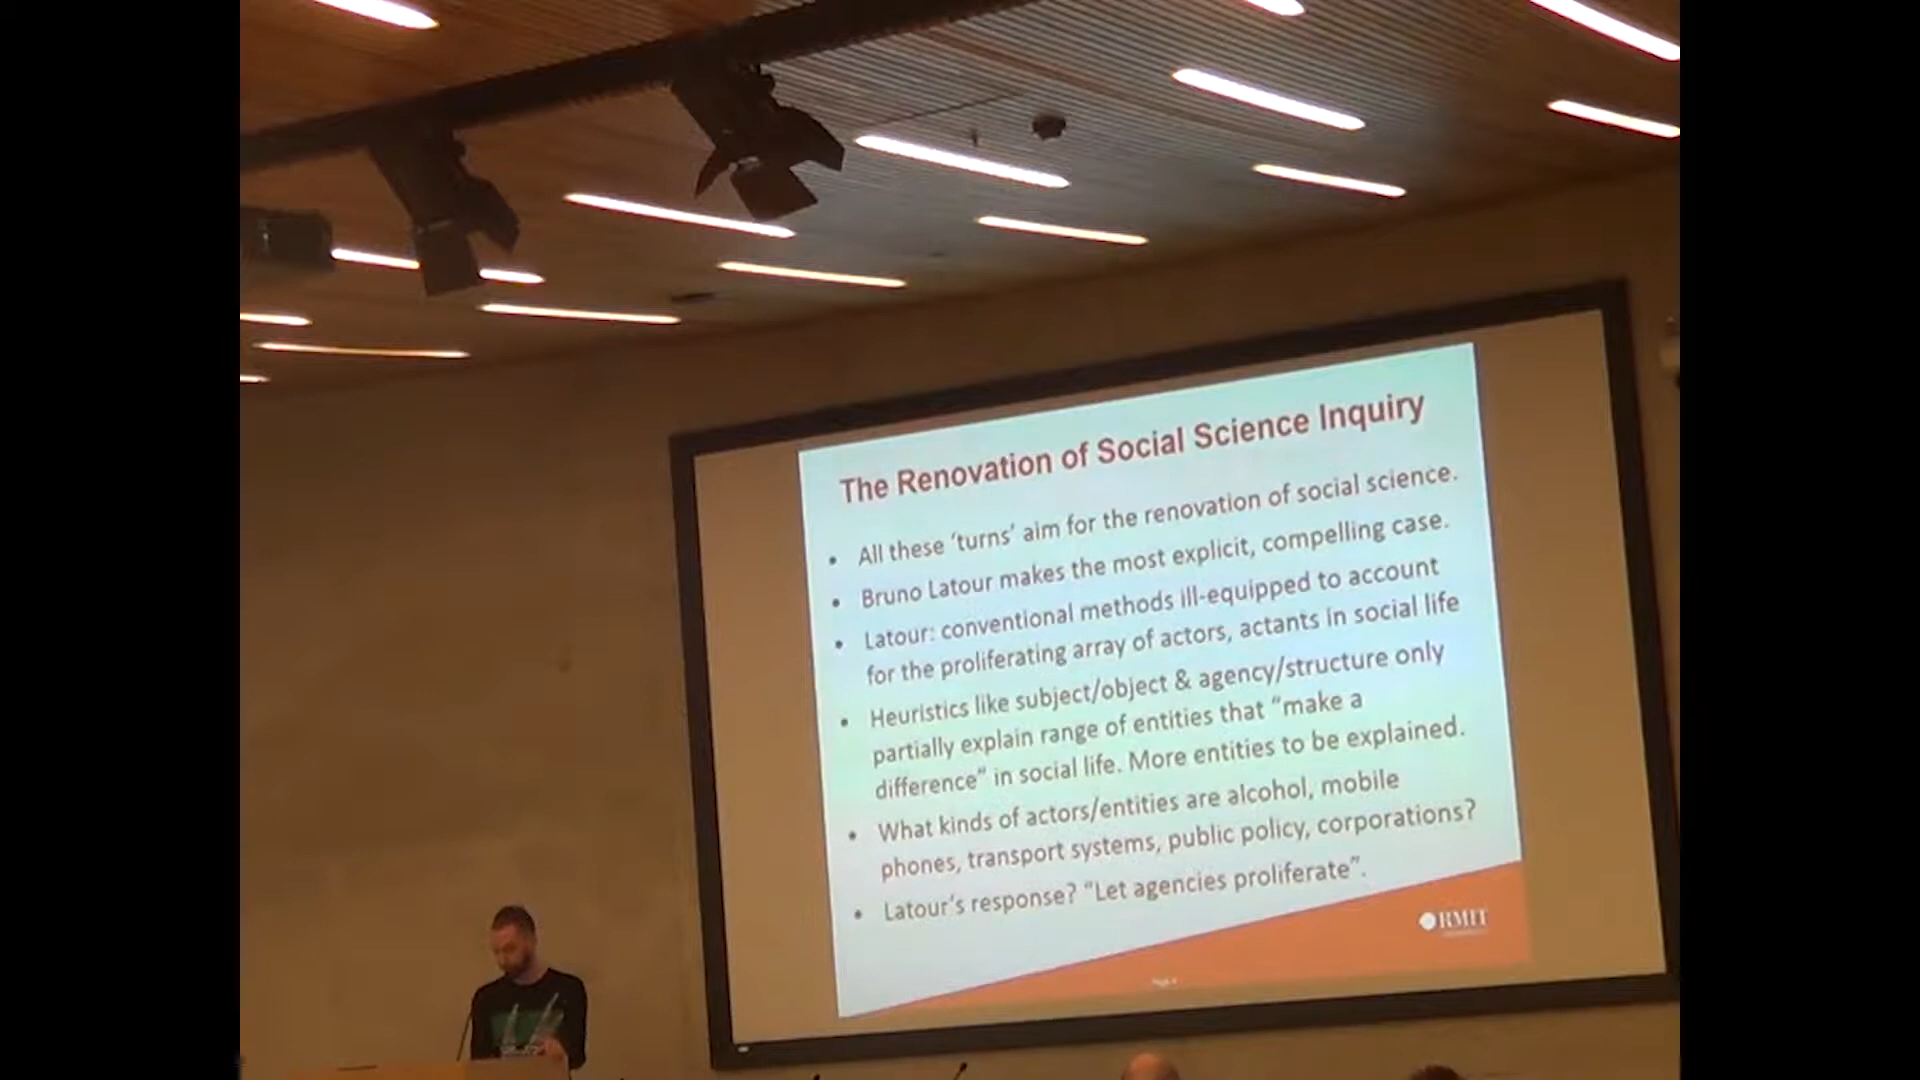 The Renovation of Social Science Inquiry
• All these ‘turns’ aim for the renovation of social science.
• Bruno Latour makes the most explicit, compelling case.
• Latour: conventional methods ill-equipped to account
for the proliferating array of actors, actants in social life
• Heuristics like subject/object & agency/structure only
partially explain range of entities that “make a
difference” in social life. More entities to be explained.
• What kinds of actors/entities are alcohol, mobile
phones, transport systems, public policy, corporations?
• Latour’s response? “Let agencies proliferate”.
RMIT